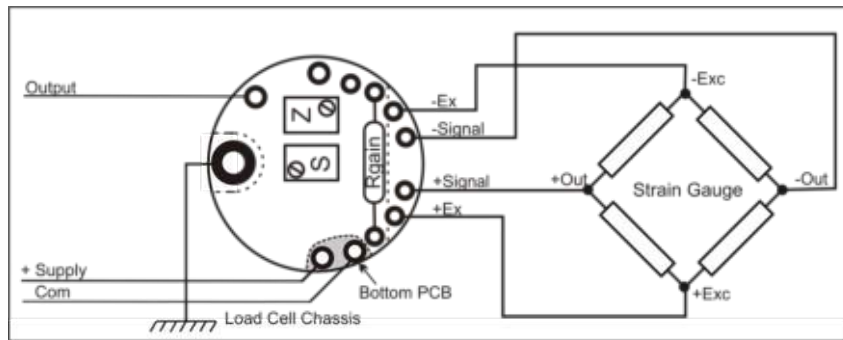 Output
Z
S
Rgain
-Ex
-Signal
+Signal
+Ex
-Exc
+Out
Strain Gauge
-Out
+Exc
+ Supply
Com
Bottom PCB
Load Cell Chassis